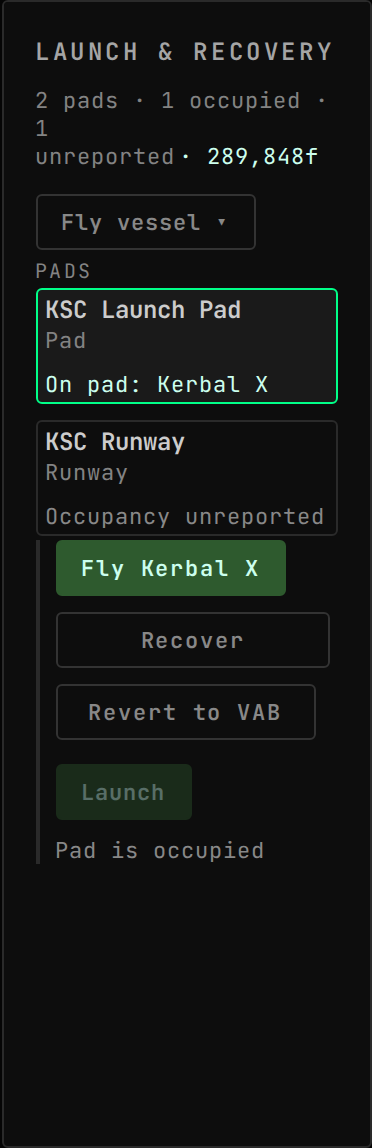 LAUNCH & RECOVERY
2 pads · 1 occupied ·
1
unreported · 289,848f
Fly vessel ▾
PADS
KSC Launch Pad
Pad
On pad: Kerbal X
KSC Runway
Runway
Occupancy unreported
Fly Kerbal X
Recover
Revert to VAB
Launch
Pad is occupied